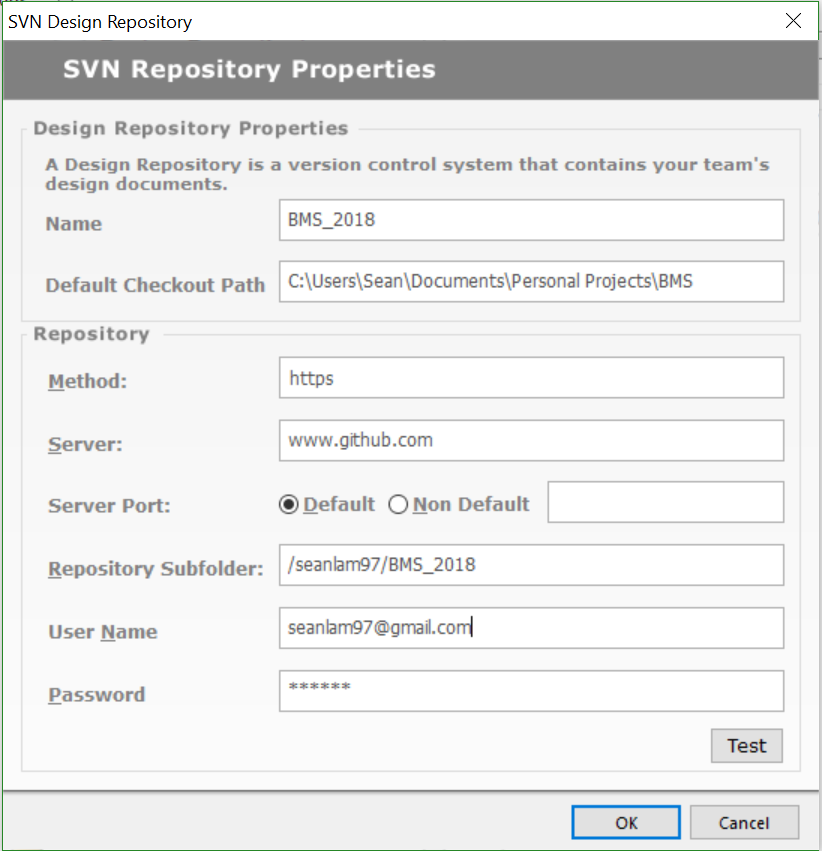 SVN Design Repository
SVN Repository Properties
Design Repository Properties
A Design Repository is a version control system that contains your team's
design documents.
Name BMS_2018
Default Checkout Path C:\Users\Sean\Documents\Personal Projects\BMS
Repository
Method: https
Server: www.github.com
Server Port: Default Non Default
Repository Subfolder: /seanlam97/BMS_2018
User Name seanlam97@gmail.com
Password ******
Test
OK Cancel